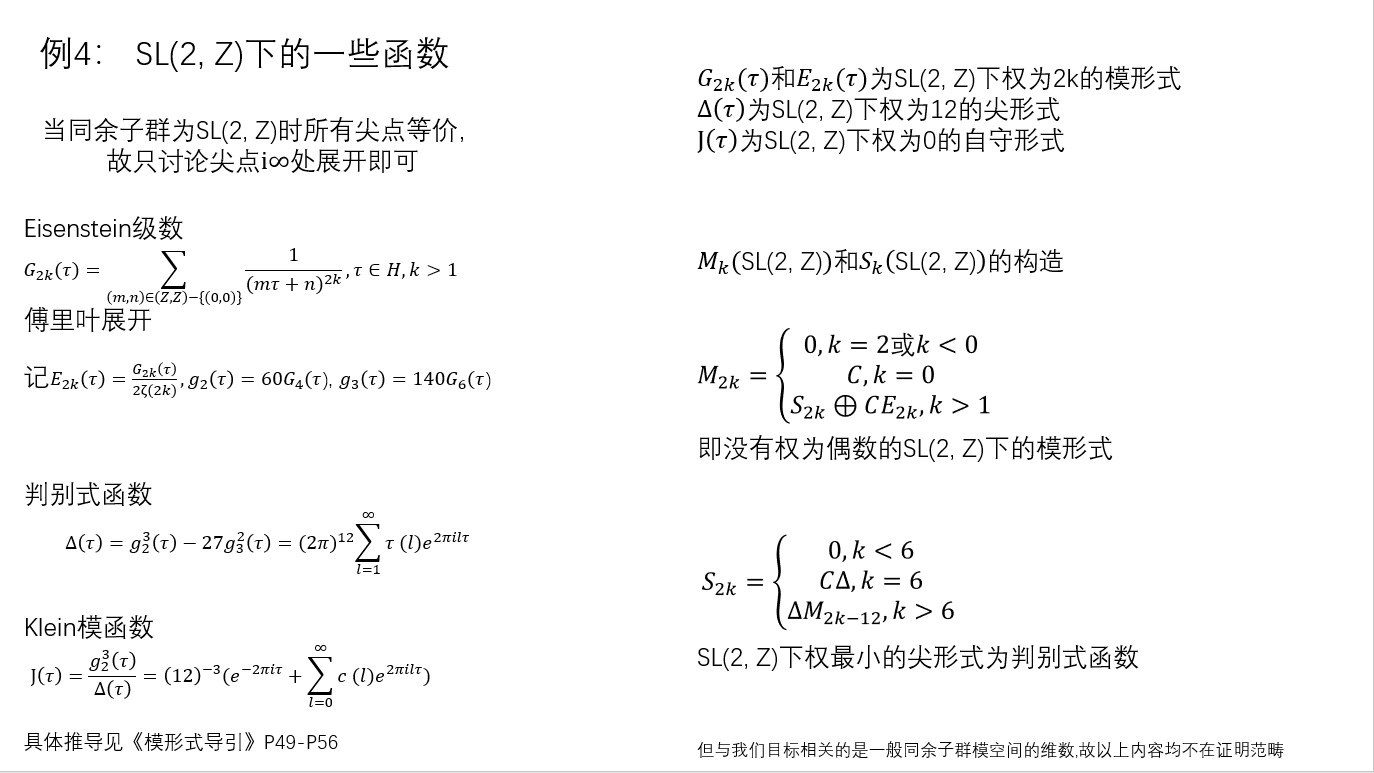 例4： SL(2, Z)下的一些函数
当同余子群为SL(2, Z)时所有尖点等价,
故只讨论尖点i∞处展开即可
Eisenstein级数
$G_{2k}(\tau) = \sum_{(m,n)\in(Z,Z)-\{(0,0)\}} \frac{1}{(m\tau+n)^{2k}}, \tau \in H, k > 1$
傅里叶展开
记$E_{2k}(\tau) = \frac{G_{2k}(\tau)}{2\zeta(2k)}, g_2(\tau) = 60G_4(\tau), g_3(\tau) = 140G_6(\tau)$
判别式函数
$\Delta(\tau) = g_2^3(\tau) - 27g_3^2(\tau) = (2\pi)^{12} \sum_{l=1}^{\infty} \tau(l)e^{2\pi il\tau}$
Klein模函数
$J(\tau) = \frac{g_2^3(\tau)}{\Delta(\tau)} = (12)^{-3}(e^{-2\pi i\tau} + \sum_{l=0}^{\infty} c(l)e^{2\pi il\tau})$
具体推导见《模形式导引》P49-P56
$G_{2k}(\tau)$和$E_{2k}(\tau)$为SL(2, Z)下权为2k的模形式
Δ(τ)为SL(2, Z)下权为12的尖形式
J(τ)为SL(2, Z)下权为0的自守形式
$M_k$(SL(2, Z))和$S_k$(SL(2, Z))的构造
$M_{2k} = \begin{cases} 0, k = 2或k < 0 \\ C, k = 0 \\ S_{2k} \oplus CE_{2k}, k > 1 \end{cases}$
即没有权为偶数的SL(2, Z)下的模形式
$S_{2k} = \begin{cases} 0, k < 6 \\ C\Delta, k = 6 \\ \Delta M_{2k-12}, k > 6 \end{cases}$
SL(2, Z)下权最小的尖形式为判别式函数
但与我们目标相关的是一般同余子群模空间的维数,故以上内容均不在证明范畴